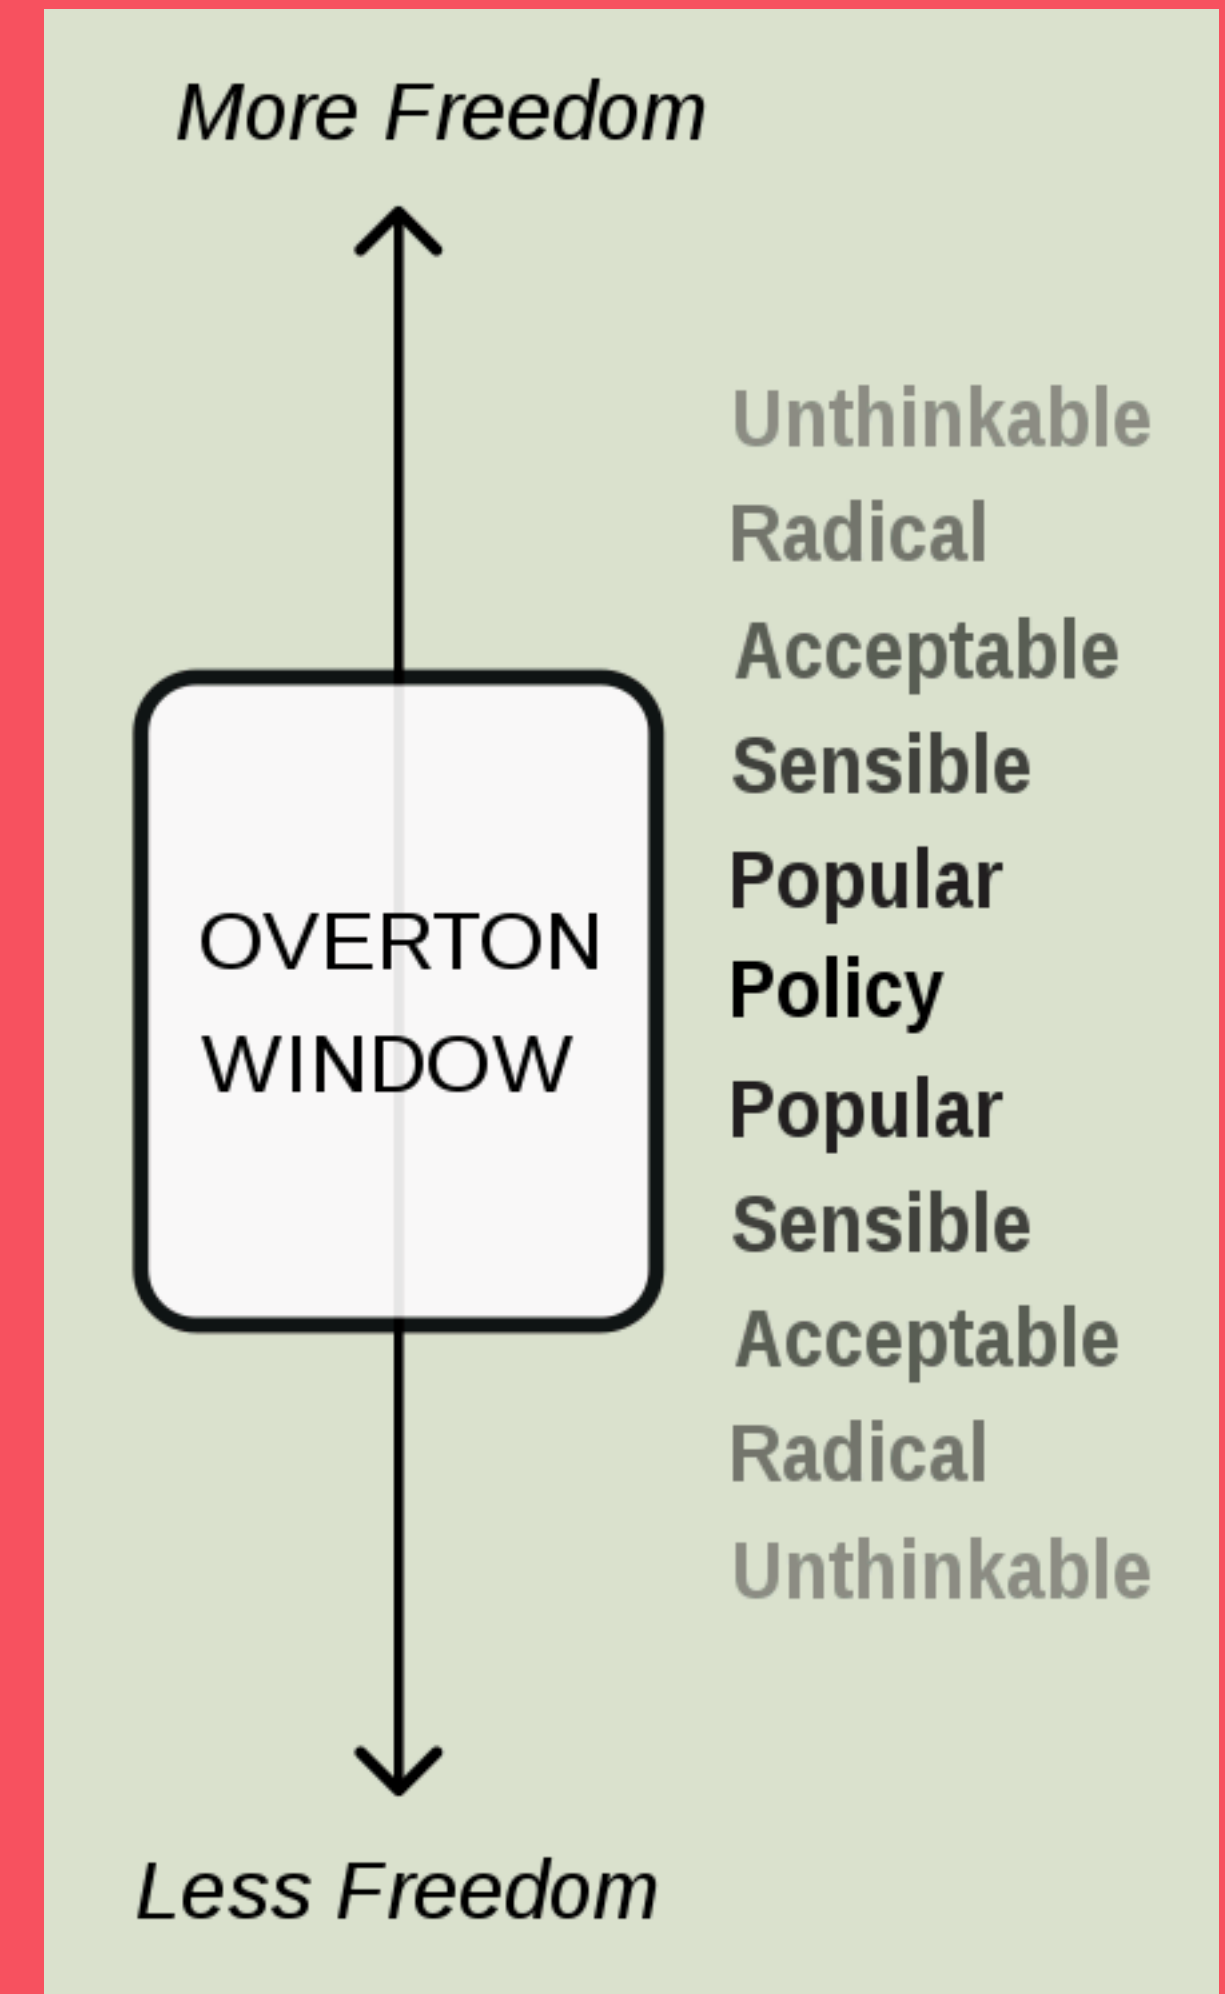 More Freedom
Unthinkable
Radical
Acceptable
Sensible
Popular
OVERTON
WINDOW
Policy
Popular
Sensible
Acceptable
Radical
Unthinkable
Less Freedom